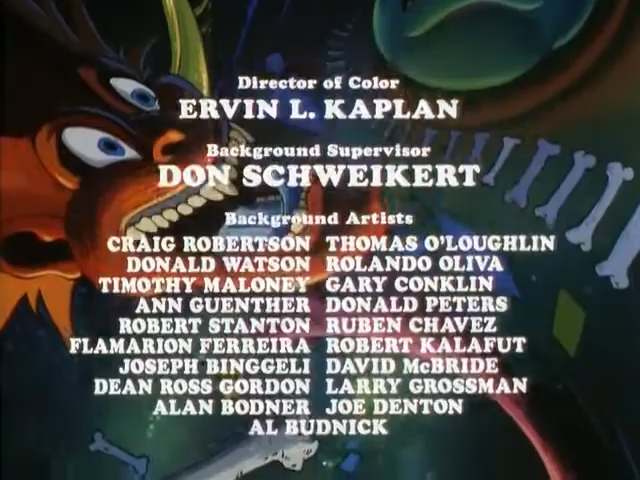 Director of Color
ERVIN L. KAPLAN
Background Supervisor
DON SCHWEIKERT
Background Artists
CRAIG ROBERTSON THOMAS O'LOUGHLIN
DONALD WATSON ROLANDO OLIVA
TIMOTHY MALONEY GARY CONKLIN
ANN GUENTHER DONALD PETERS
ROBERT STANTON RUBEN CHAVEZ
FLAMARION FERREIRA ROBERT KALAFUT
JOSEPH BINGGELI DAVID McBRIDE
DEAN ROSS GORDON LARRY GROSSMAN
ALAN BODNER JOE DENTON
AL BUDNICK